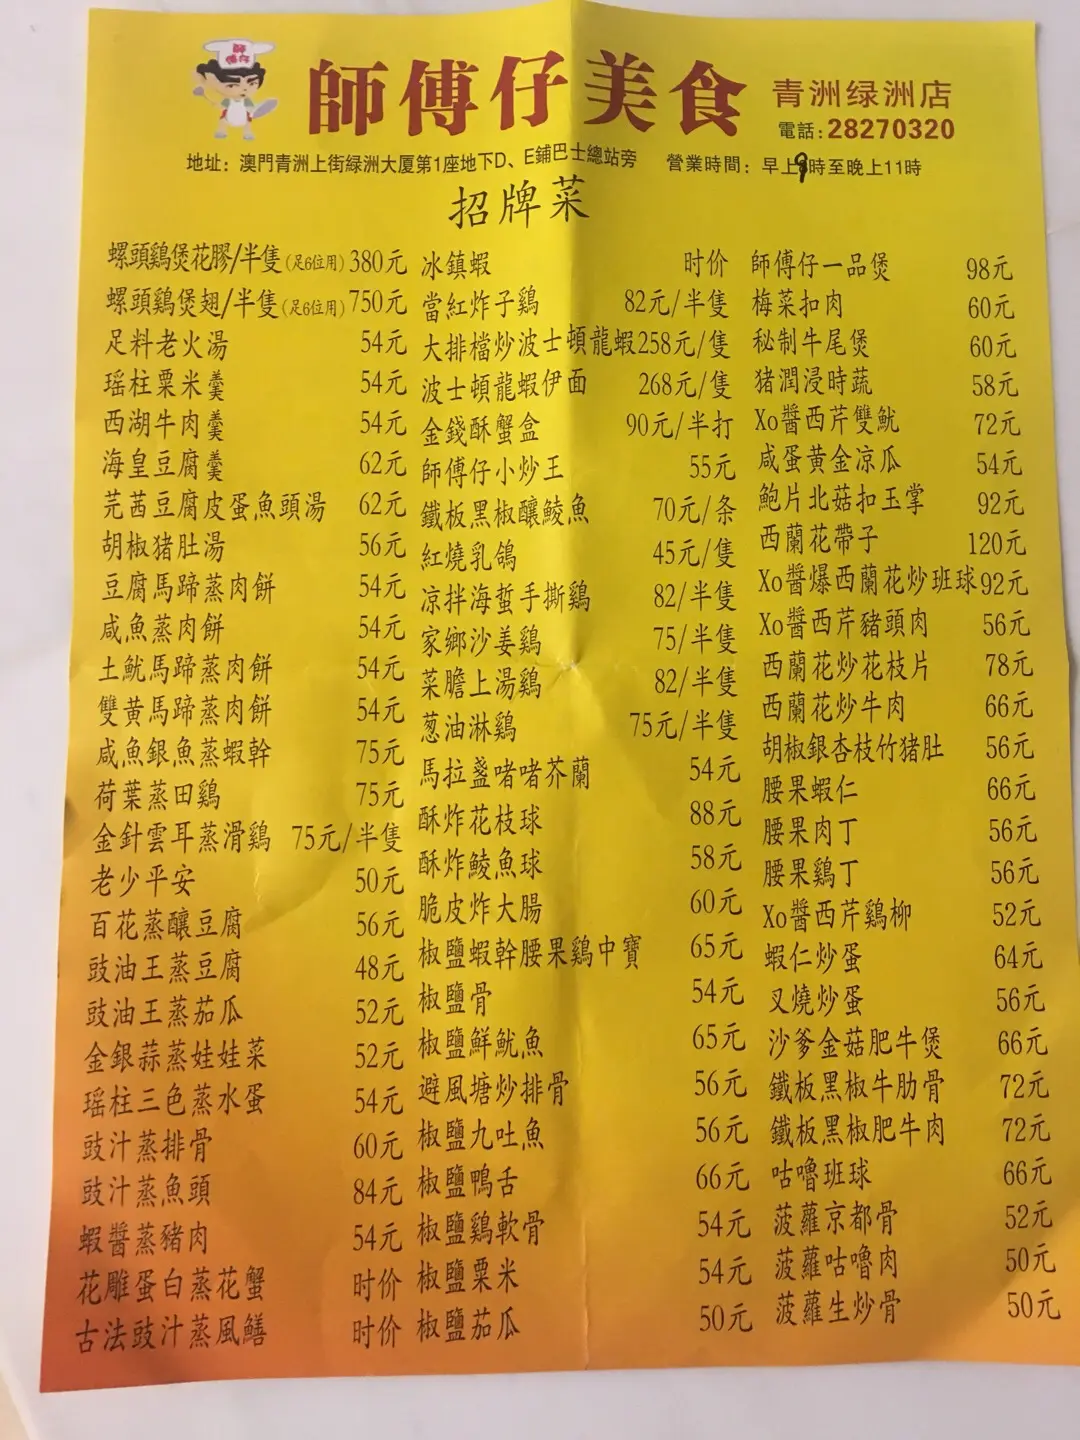 師傅仔
師傅仔美食
青洲绿洲店
電話:28270320
地址: 澳門青洲上街緑洲大厦第1座地下D、E鋪巴士總站旁
營業時間: 早上9時至晚上11時
招牌菜
螺頭鷄煲花膠/半隻(足6位用) 380元
螺頭鷄煲翅/半隻(足6位用) 750元
足料老火湯 54元
瑶柱粟米羹 54元
西湖牛肉羹 54元
海皇豆腐羹 62元
芫茜豆腐皮蛋魚頭湯 62元
胡椒猪肚湯 56元
豆腐馬蹄蒸肉餅 54元
咸魚蒸肉餅 54元
土魷馬蹄蒸肉餅 54元
雙黄馬蹄蒸肉餅 54元
咸魚銀魚蒸蝦幹 75元
荷葉蒸田鷄 75元
金針雲耳蒸滑鷄 75元/半隻
老少平安 50元
百花蒸釀豆腐 56元
豉油王蒸豆腐 48元
豉油王蒸茄瓜 52元
金銀蒜蒸娃娃菜 52元
瑶柱三色蒸水蛋 54元
豉汁蒸排骨 60元
豉汁蒸魚頭 84元
蝦醬蒸豬肉 54元
花雕蛋白蒸花蟹 时价
古法豉汁蒸風鱔 时价
冰鎮蝦 时价
當紅炸子鷄 82元/半隻
大排檔炒波士頓龍蝦258元/隻
波士頓龍蝦伊面 268元/隻
金錢酥蟹盒 90元/半打
師傅仔小炒王 55元
鐵板黑椒釀鯪魚 70元/条
紅燒乳鴿 45元/隻
凉拌海蜇手撕鷄 82/半隻
家鄉沙姜鷄 75/半隻
菜膽上湯鷄 82/半隻
葱油淋鷄 75元/半隻
馬拉盞啫啫芥蘭 54元
酥炸花枝球 88元
酥炸鯪魚球 58元
脆皮炸大腸 60元
椒鹽蝦幹腰果鷄中寶 65元
椒鹽骨 54元
椒鹽鮮魷魚 65元
避風塘炒排骨 56元
椒鹽九吐魚 56元
椒鹽鴨舌 66元
椒鹽鷄軟骨 54元
椒鹽粟米 54元
椒鹽茄瓜 50元
師傅仔一品煲 98元
梅菜扣肉 60元
秘制牛尾煲 60元
猪潤浸時蔬 58元
Xo醬西芹雙魷 72元
咸蛋黄金凉瓜 54元
鮑片北菇扣玉掌 92元
西蘭花帶子 120元
Xo醬爆西蘭花炒班球92元
Xo醬西芹豬頭肉 56元
西蘭花炒花枝片 78元
西蘭花炒牛肉 66元
胡椒銀杏枝竹猪肚 56元
腰果蝦仁 66元
腰果肉丁 56元
腰果鷄丁 56元
Xo醬西芹鷄柳 52元
蝦仁炒蛋 64元
叉燒炒蛋 56元
沙爹金菇肥牛煲 66元
鐵板黑椒牛肋骨 72元
鐵板黑椒肥牛肉 72元
咕嚕班球 66元
菠蘿京都骨 52元
菠蘿咕嚕肉 50元
菠蘿生炒骨 50元